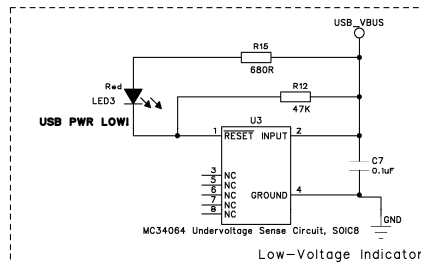 USB_VBUS
R15
680R
Red
LED3
R12
47K
USB PWR LOW!
U3
1 RESET INPUT 2
3 NC
5 NC
6 NC
7 NC
8 NC
GROUND 4
C7
0.1uF
GND
MC34064 Undervoltage Sense Circuit, SOIC8
Low-Voltage Indicator